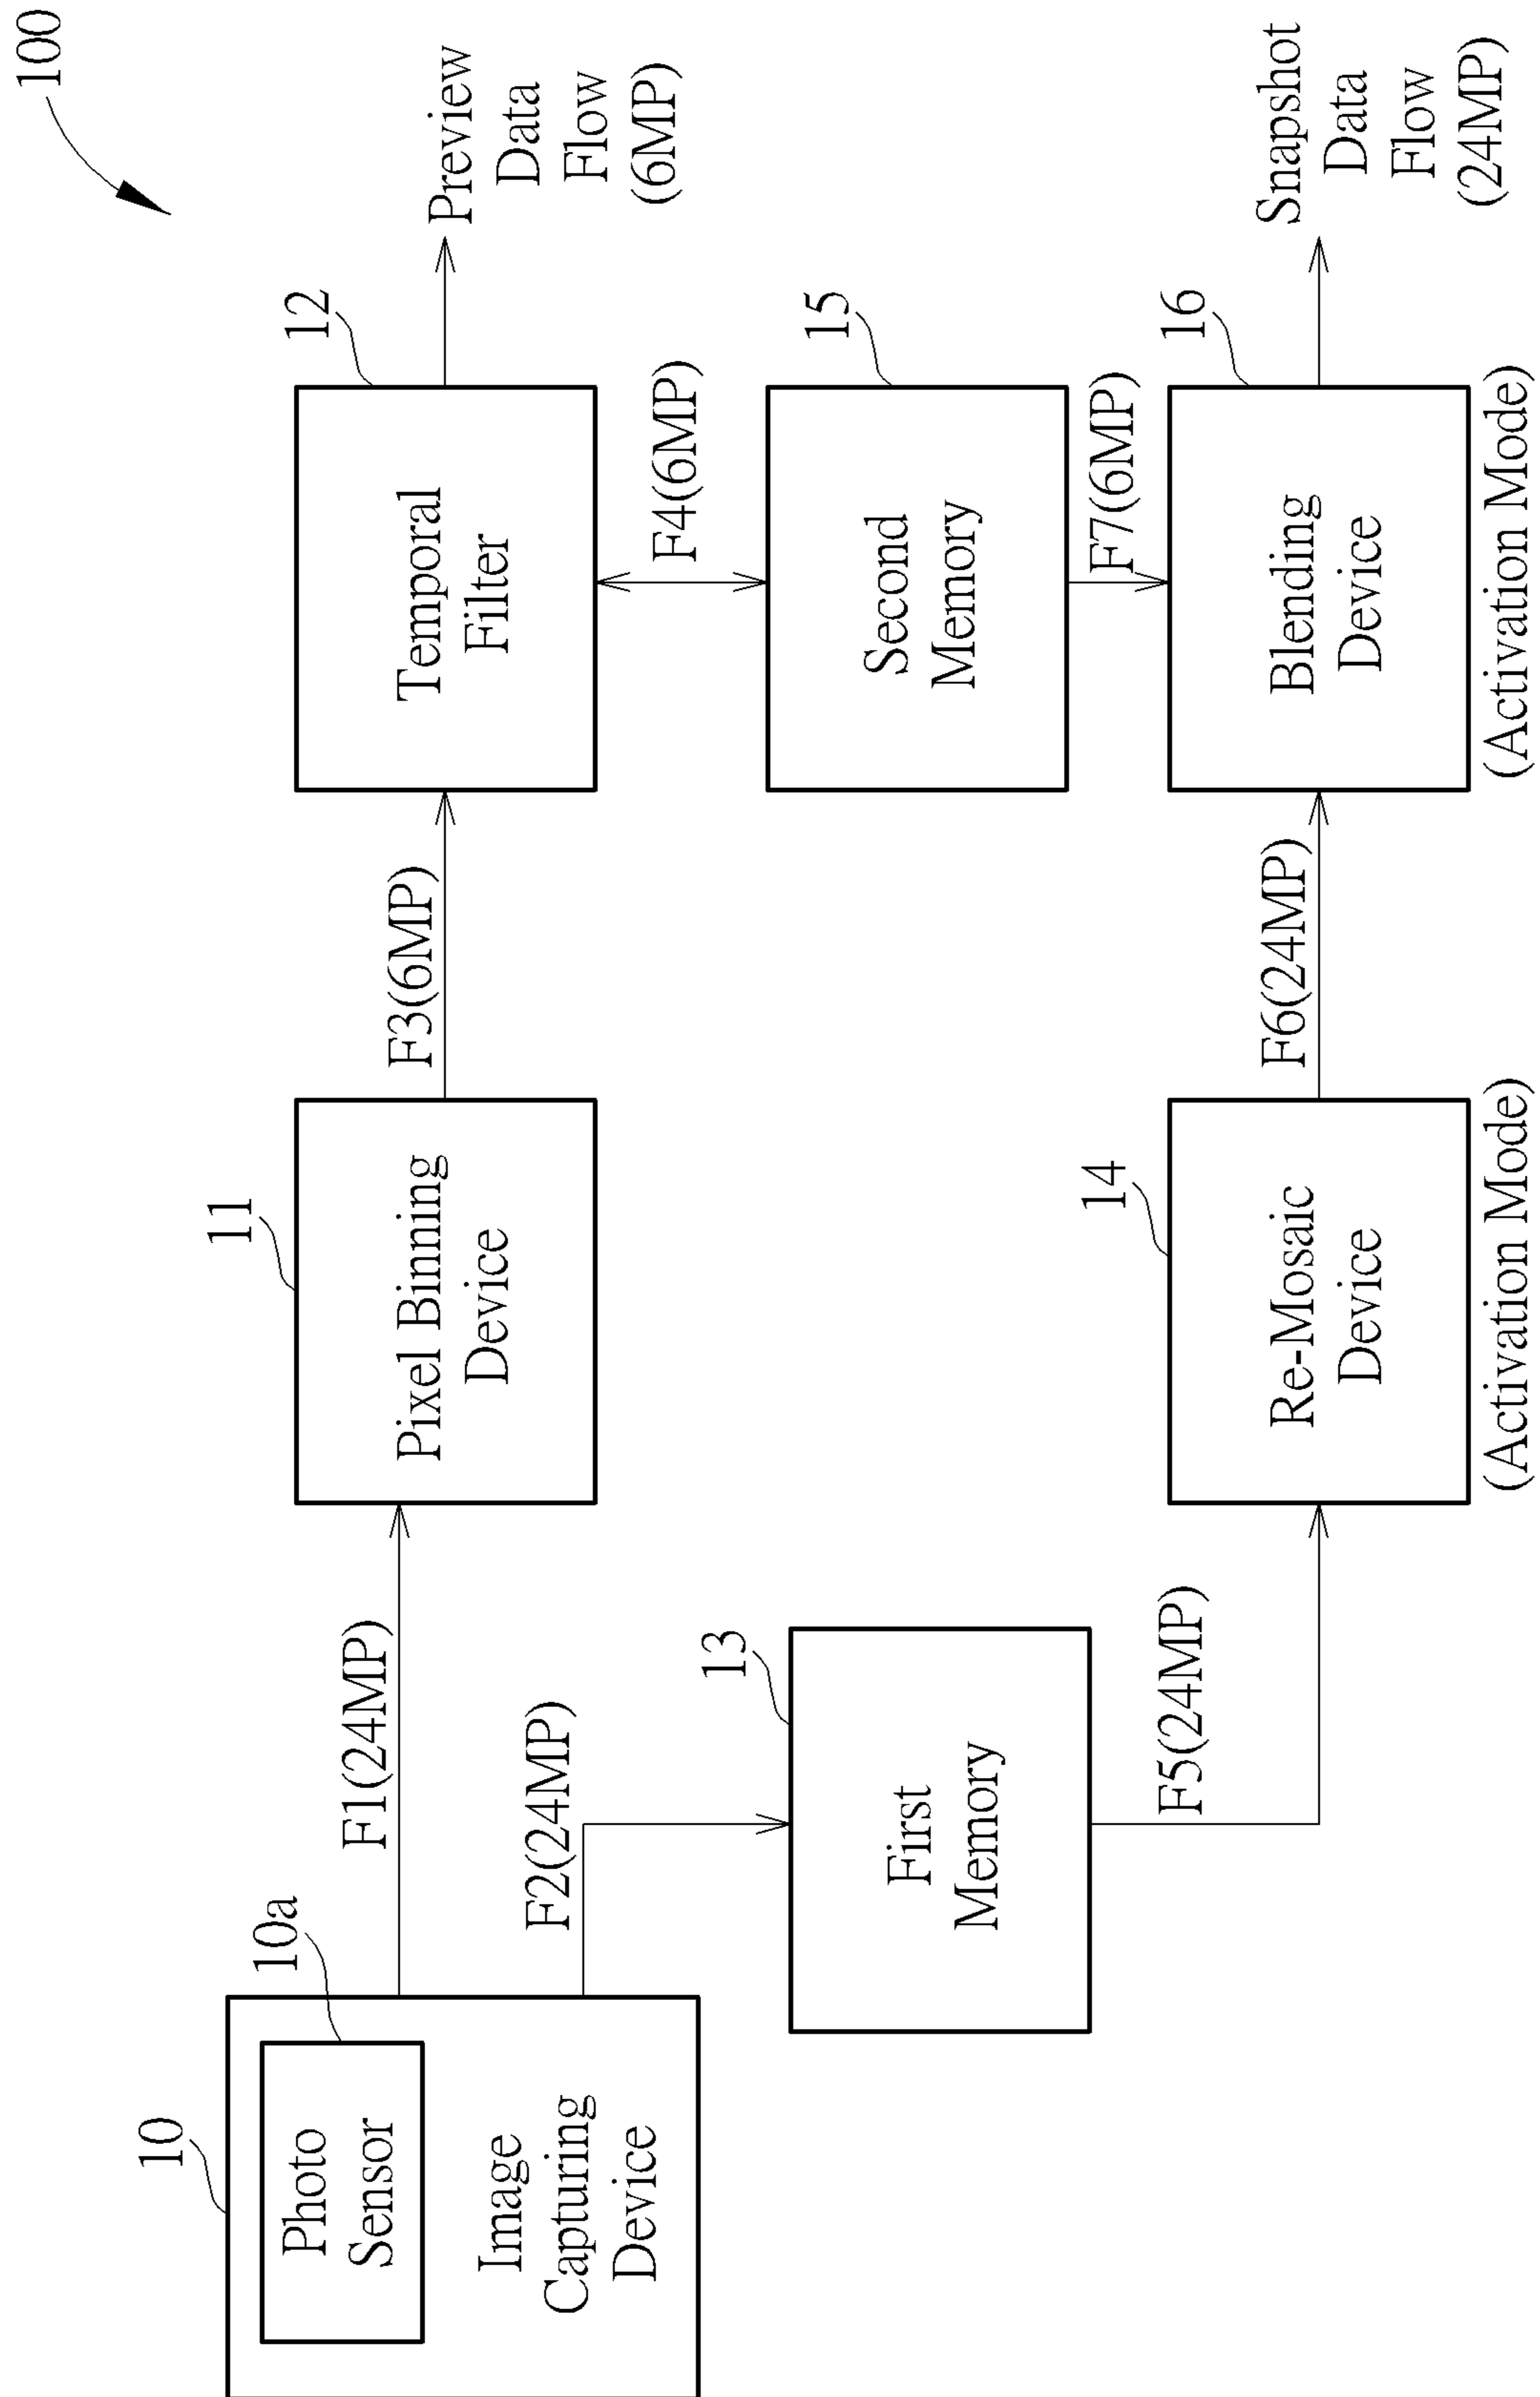 100
10
10a
Photo
Sensor
Image
Capturing
Device
F1(24MP)
11
Pixel Binning
Device
F3(6MP)
12
Temporal
Filter
Preview
Data
Flow
(6MP)
F2(24MP)
13
First
Memory
F4(6MP)
15
Second
Memory
F5(24MP)
14
Re-Mosaic
Device
(Activation Mode)
F6(24MP)
F7(6MP)
16
Blending
Device
(Activation Mode)
Snapshot
Data
Flow
(24MP)